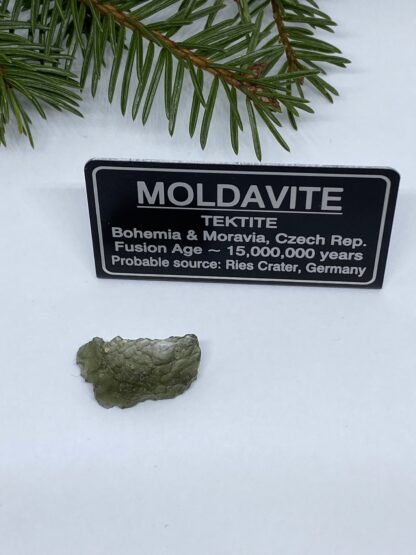 MOLDAVITE
TEKTITE
Bohemia & Moravia, Czech Rep.
Fusion Age ~ 15,000,000 years
Probable source: Ries Crater, Germany